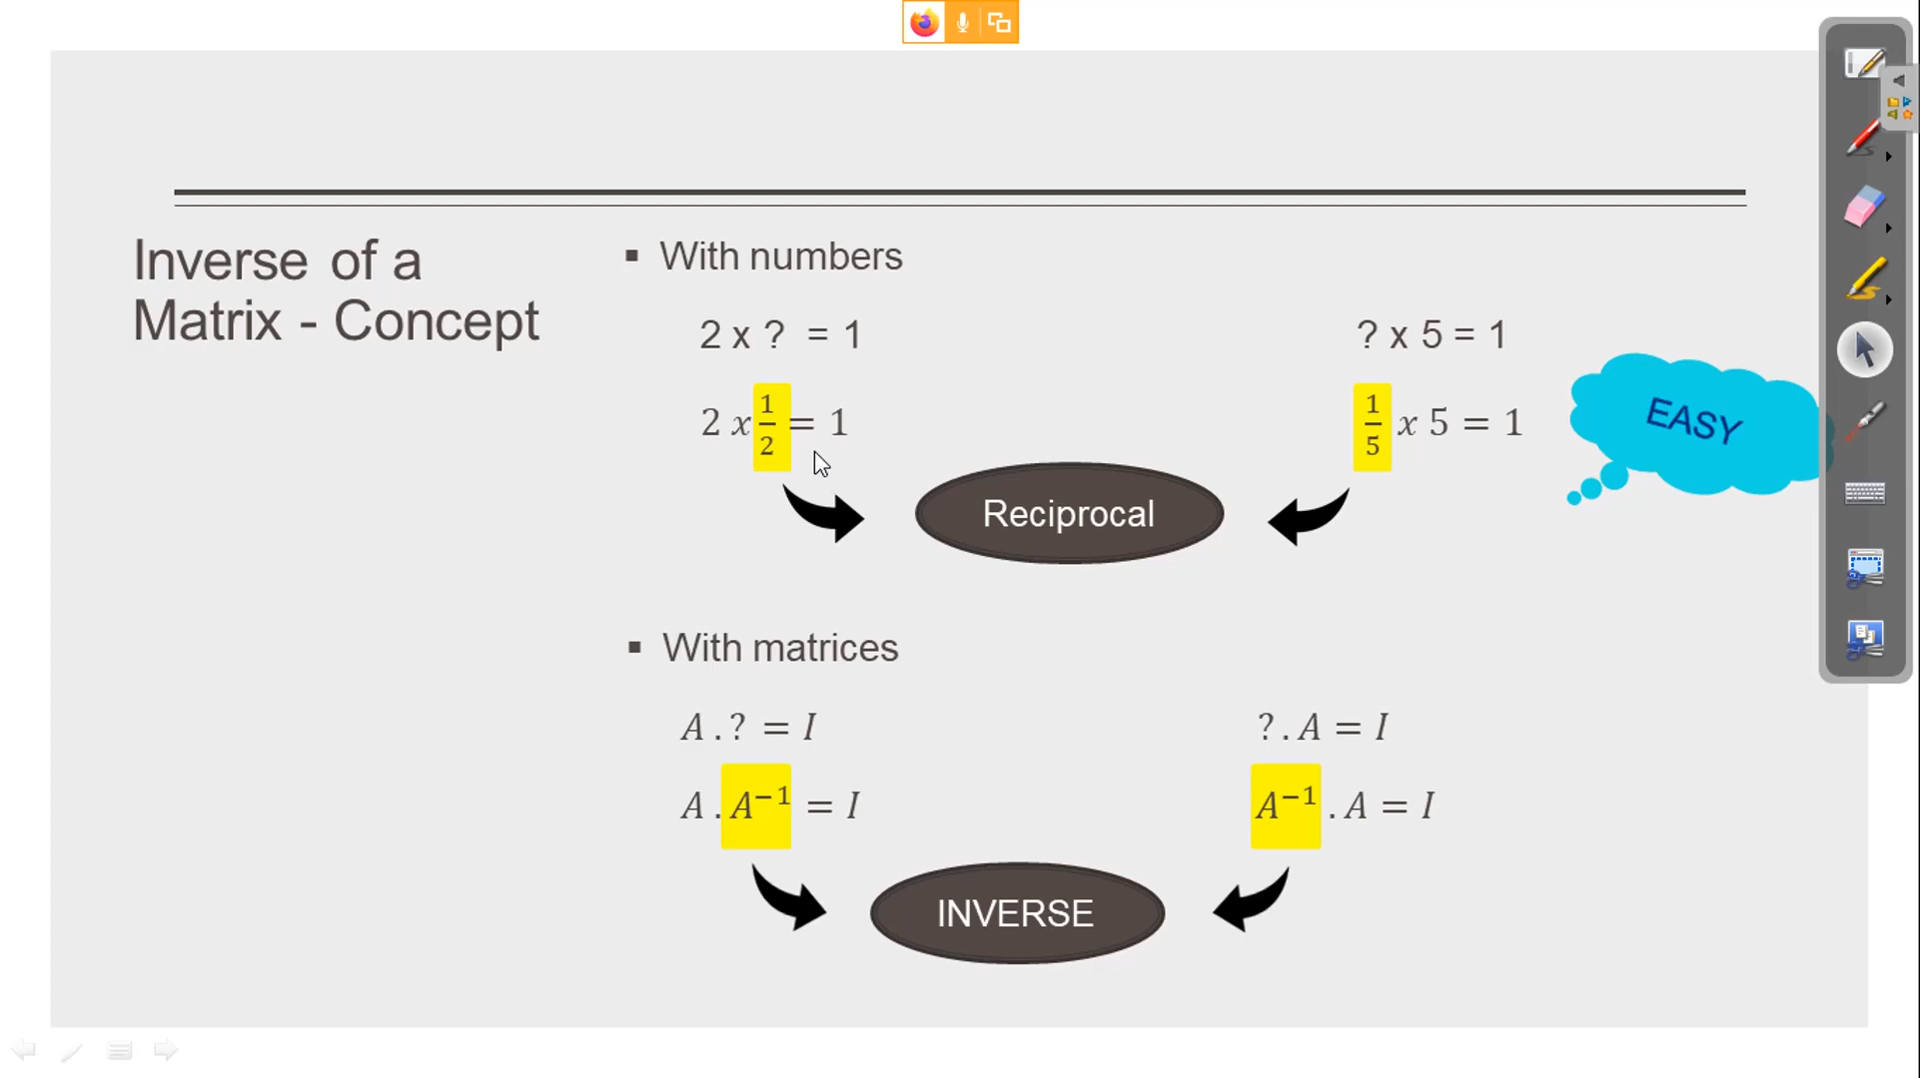 Inverse of a
Matrix - Concept
▪ With numbers
2 x ? = 1
? x 5 = 1
2 x 1/2 = 1
1/5 x 5 = 1
EASY
Reciprocal
▪ With matrices
A . ? = I
? . A = I
A . A⁻¹ = I
A⁻¹ . A = I
INVERSE